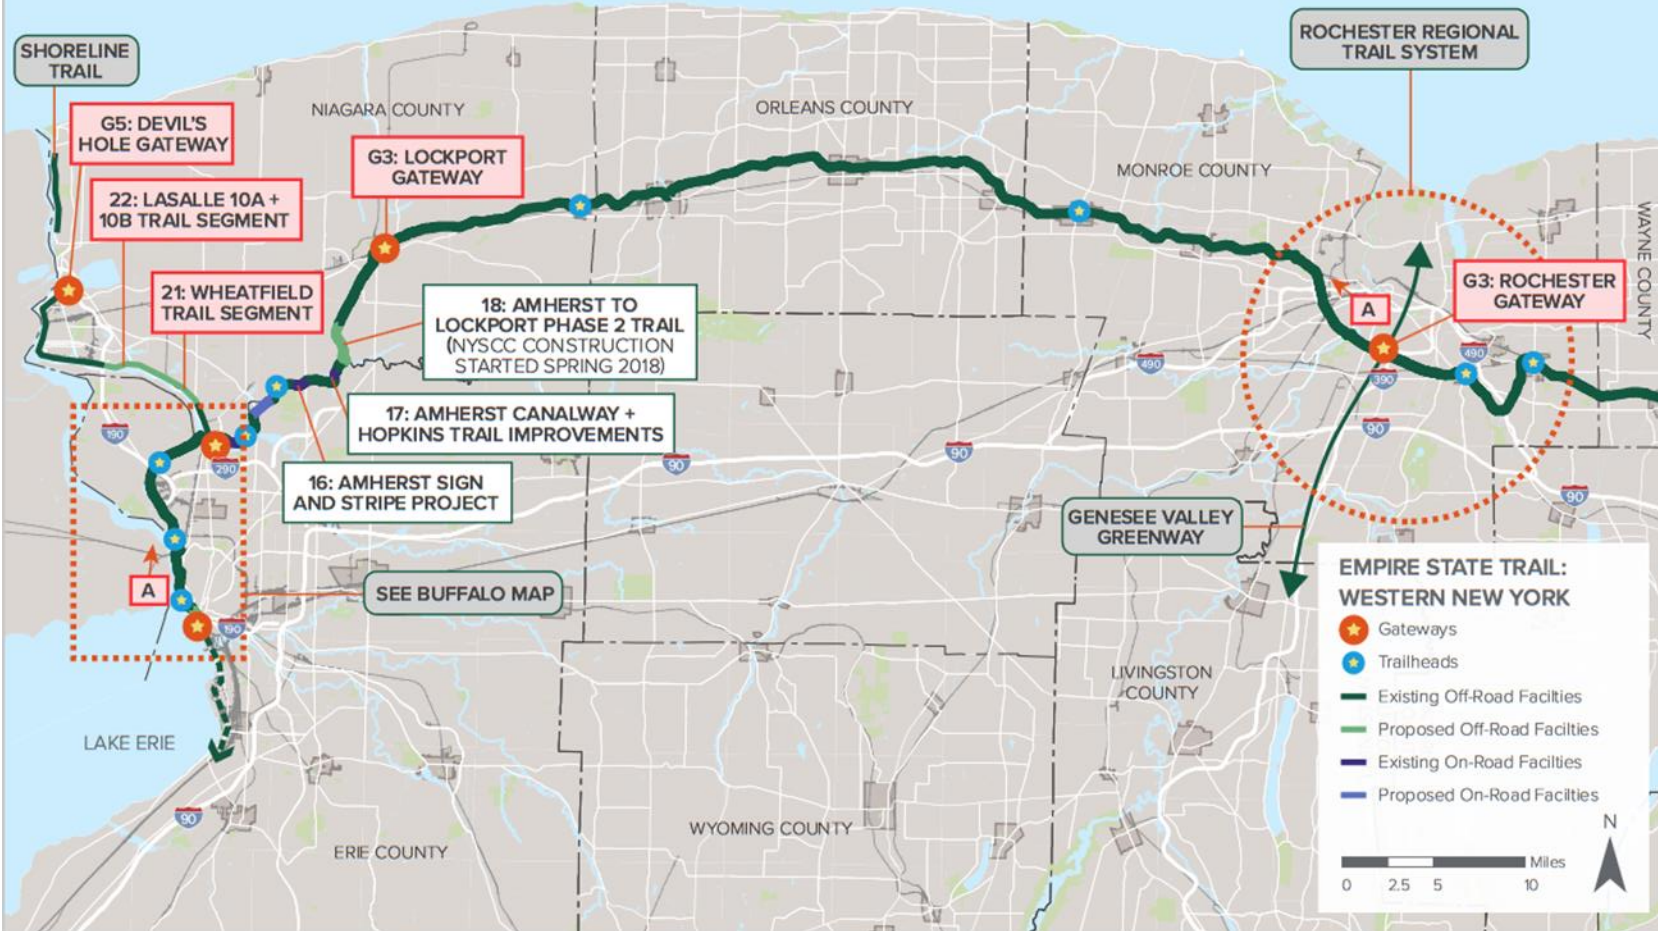 SHORELINE
TRAIL
ROCHESTER REGIONAL
TRAIL SYSTEM
G5: DEVIL'S
HOLE GATEWAY
NIAGARA COUNTY
ORLEANS COUNTY
G3: LOCKPORT
GATEWAY
MONROE COUNTY
22: LASALLE 10A +
10B TRAIL SEGMENT
WAYNE COUNTY
21: WHEATFIELD
TRAIL SEGMENT
18: AMHERST TO
LOCKPORT PHASE 2 TRAIL
(NYSCC CONSTRUCTION
STARTED SPRING 2018)
G3: ROCHESTER
GATEWAY
A
490
490
390
17: AMHERST CANALWAY +
HOPKINS TRAIL IMPROVEMENTS
190
290
90
90
90
90
16: AMHERST SIGN
AND STRIPE PROJECT
GENESEE VALLEY
GREENWAY
A
SEE BUFFALO MAP
190
LAKE ERIE
LIVINGSTON
COUNTY
90
WYOMING COUNTY
ERIE COUNTY
EMPIRE STATE TRAIL:
WESTERN NEW YORK
Gateways
Trailheads
Existing Off-Road Facilties
Proposed Off-Road Facilties
Existing On-Road Facilties
Proposed On-Road Facilties
N
Miles
0 2.5 5 10